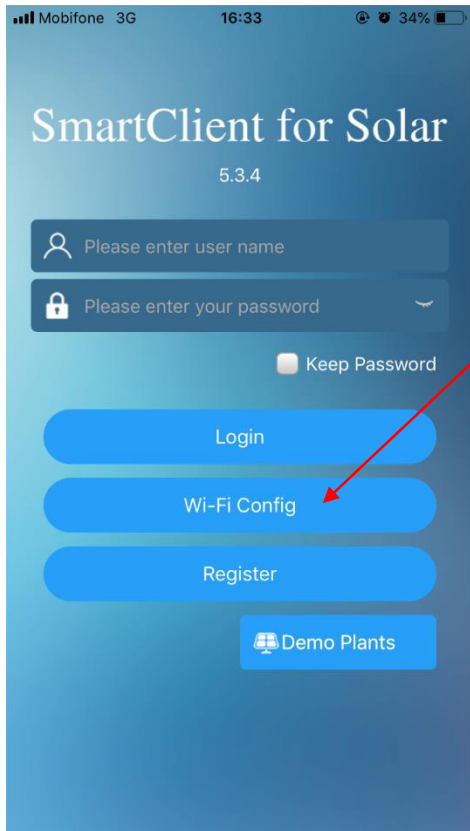 Mobifone 3G 16:33 34%
SmartClient for Solar
5.3.4
Please enter user name
Please enter your password
Keep Password
Login
Wi-Fi Config
Register
Demo Plants